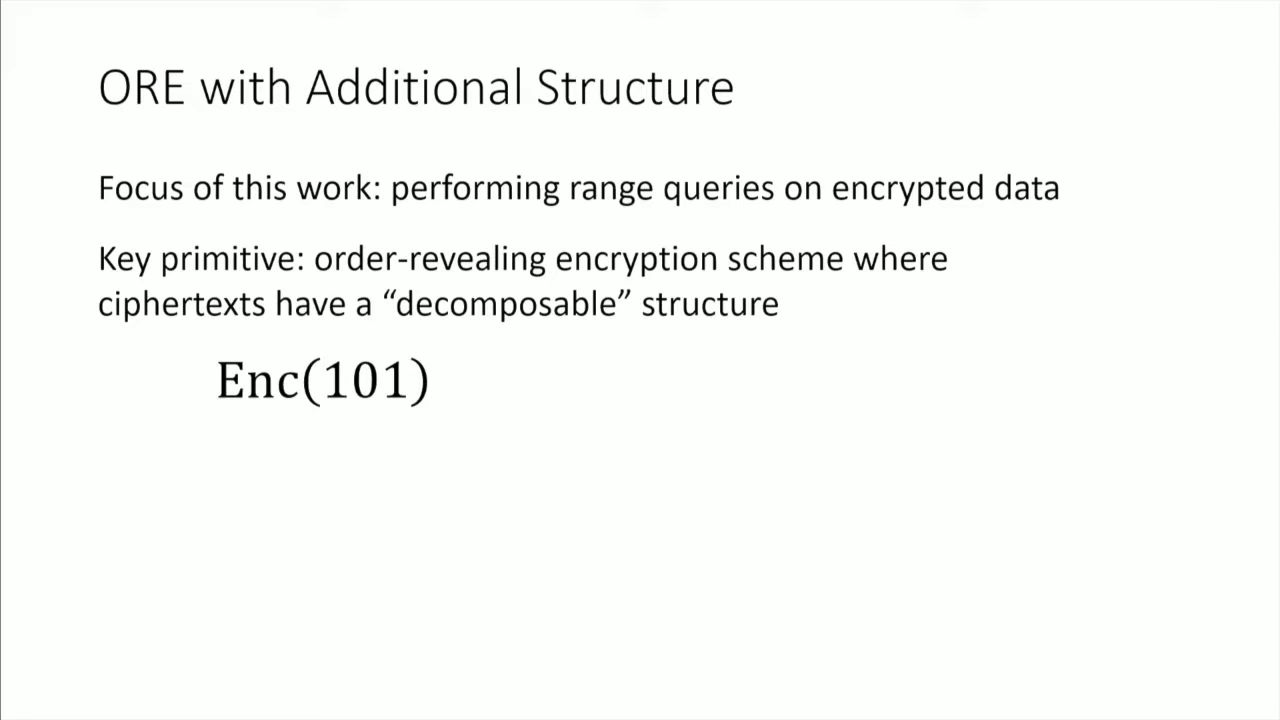 ORE with Additional Structure
Focus of this work: performing range queries on encrypted data
Key primitive: order-revealing encryption scheme where
ciphertexts have a “decomposable” structure
Enc(101)